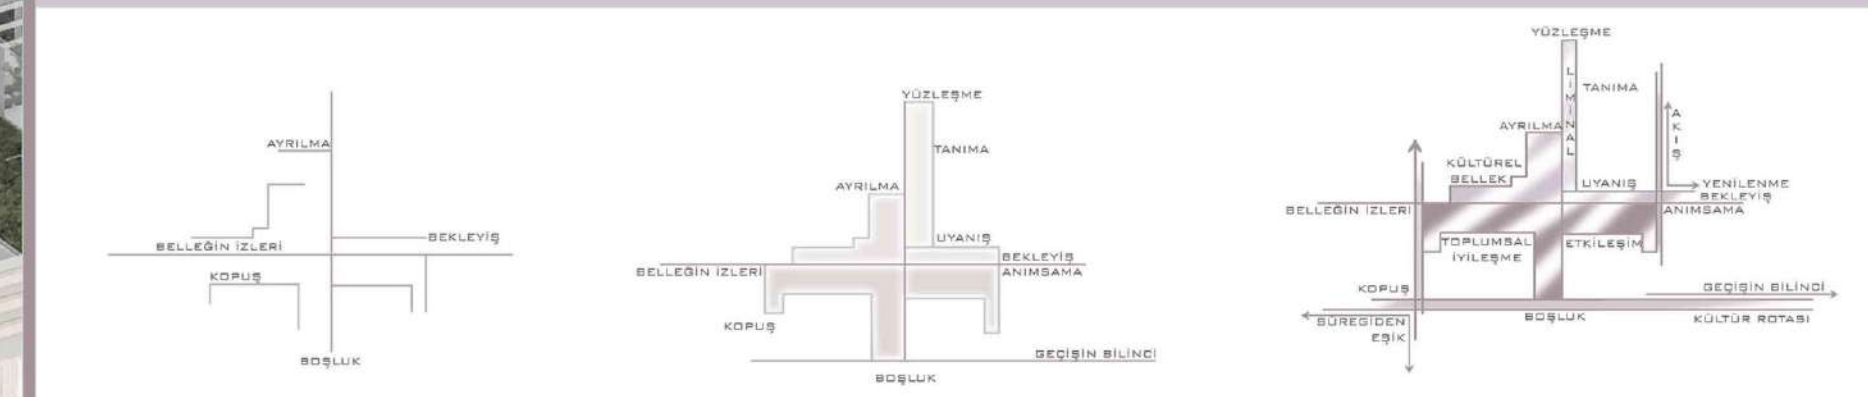 AYRILMA
BELLEĞİN İZLERİ
BEKLEYİŞ
KOPUŞ
BOŞLUK
YÜZLEŞME
TANIMA
AYRILMA
UYANIŞ
BEKLEYİŞ
BELLEĞİN İZLERİ
ANIMSAMA
KOPUŞ
GEÇİŞİN BİLİNCİ
BOŞLUK
YÜZLEŞME
LİMİNAL
TANIMA
AKIŞ
AYRILMA
KÜLTÜREL
BELLEK
UYANIŞ
YENİLENME
BEKLEYİŞ
BELLEĞİN İZLERİ
ANIMSAMA
TOPLUMSAL
İYİLEŞME
ETKİLEŞİM
KOPUŞ
GEÇİŞİN BİLİNCİ
BOŞLUK
KÜLTÜR ROTASI
SÜREGİDEN
EŞİK